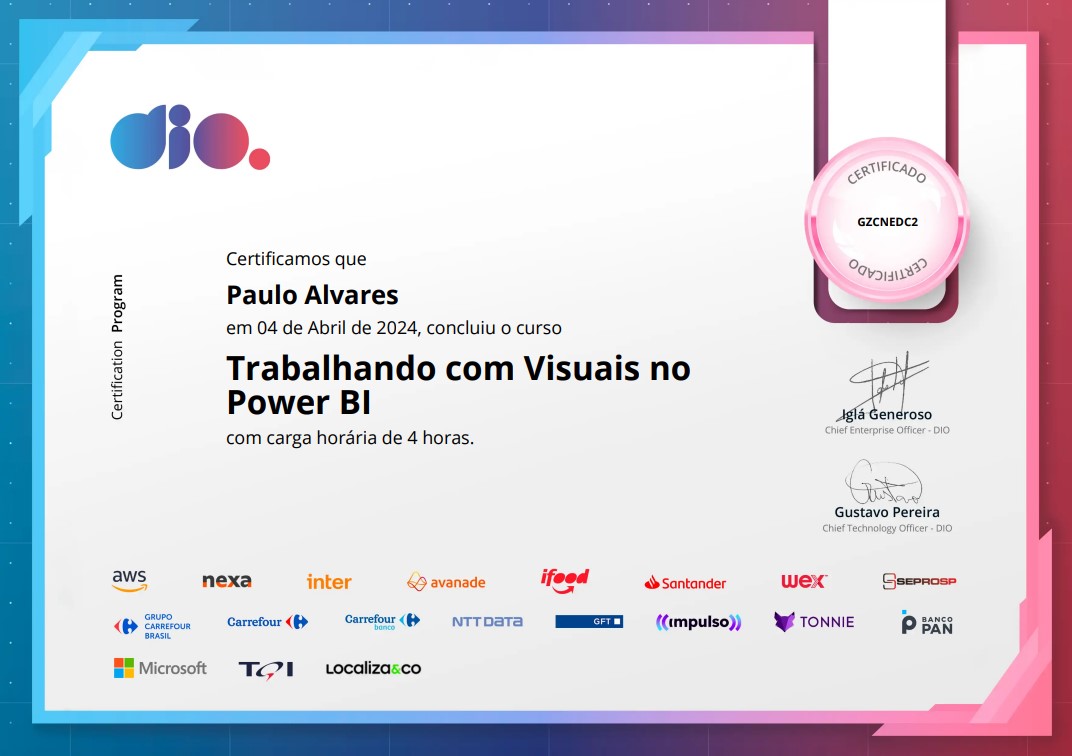 dio.
CERTIFICADO
GZCNEDC2
CERTIFICADO
Certification Program
Certificamos que
Paulo Alvares
em 04 de Abril de 2024, concluiu o curso
Trabalhando com Visuais no
Power BI
com carga horária de 4 horas.
Iglá Generoso
Chief Enterprise Officer - DIO
Gustavo Pereira
Chief Technology Officer - DIO
aws nexa inter avanade ifood Santander wex SEPROSP
GRUPO
CARREFOUR
BRASIL
Carrefour Carrefour
banco
NTT DATA GFT impulso TONNIE BANCO
PAN
Microsoft TQI LOCALIZA&CO